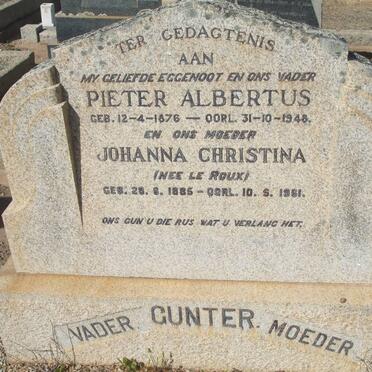 TER GEDAGTENIS
AAN
MY GELIEFDE EGGENOOT EN ONS VADER
PIETER ALBERTUS
GEB. 12-4-1876 — OORL. 31-10-1948.
EN ONS MOEDER
JOHANNA CHRISTINA
(NEE LE ROUX)
GEB. 28. 8. 1885 — OORL. 10. 5. 1961.
ONS GUN U DIE RUS WAT U VERLANG HET.
VADER. GUNTER. MOEDER